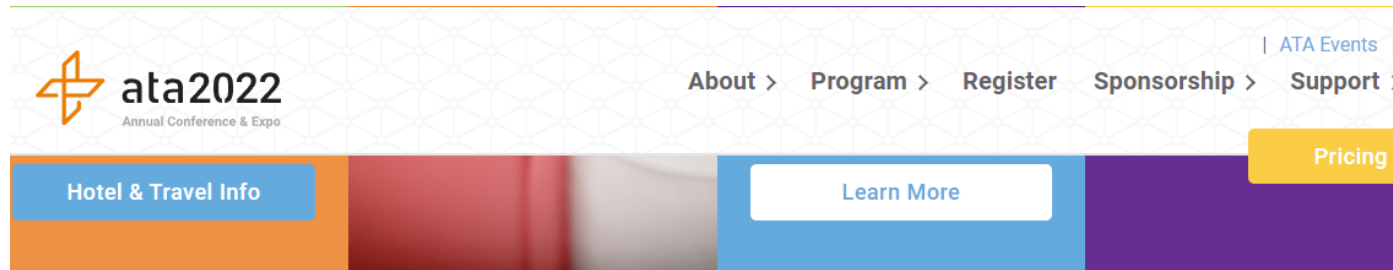 | ATA Events
ata2022
Annual Conference & Expo
About > Program > Register Sponsorship > Support >
Pricing
Hotel & Travel Info
Learn More